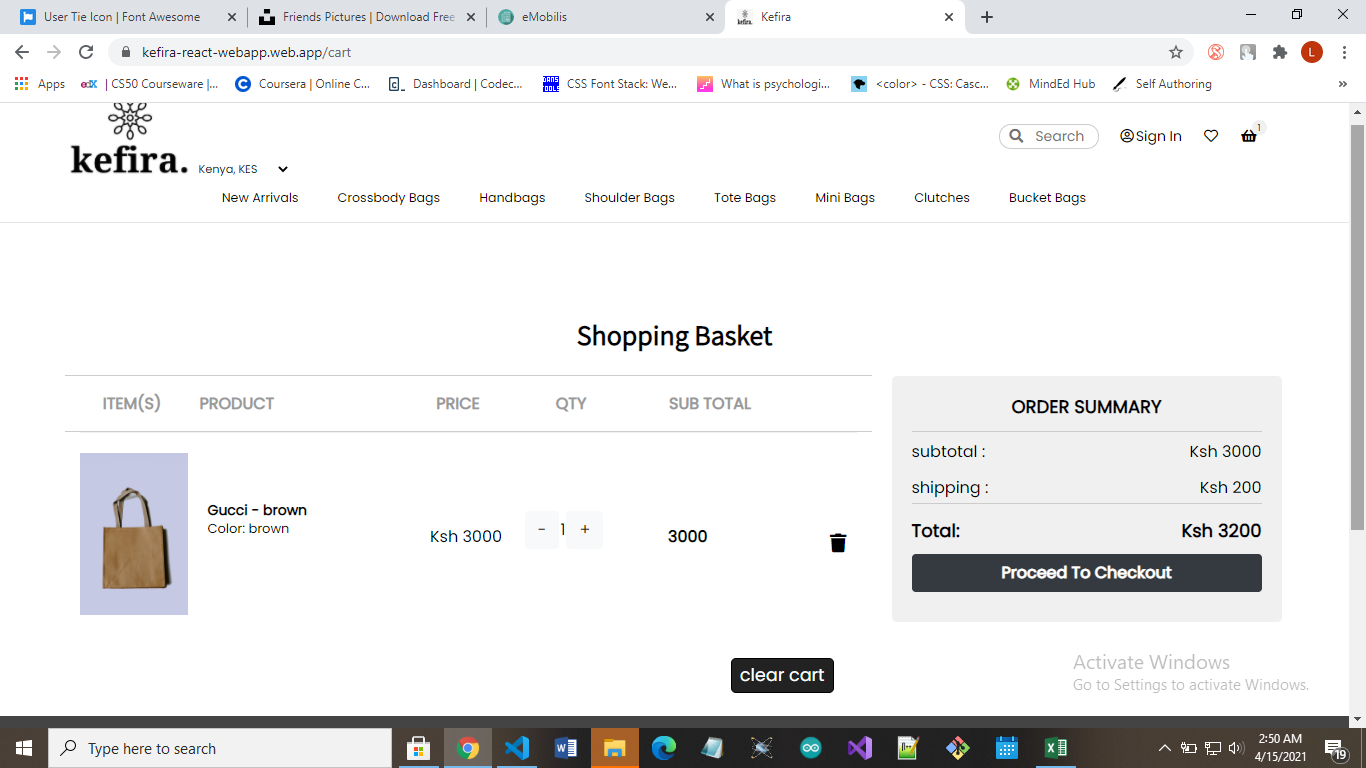 User Tie Icon | Font Awesome
Friends Pictures | Download Free
eMobilis
Kefira
kefira-react-webapp.web.app/cart
L
Apps
edX | CS50 Courseware |...
Coursera | Online C...
Dashboard | Codec...
CSS Font Stack: We...
What is psychologi...
<color> - CSS: Casc...
MindEd Hub
Self Authoring
»
kefira.
Kenya, KES
Search
Sign In
1
New Arrivals
Crossbody Bags
Handbags
Shoulder Bags
Tote Bags
Mini Bags
Clutches
Bucket Bags
Shopping Basket
ITEM(S) PRODUCT PRICE QTY SUB TOTAL
Gucci - brown
Color: brown
Ksh 3000
- 1 +
3000
clear cart
ORDER SUMMARY
subtotal : Ksh 3000
shipping : Ksh 200
Total: Ksh 3200
Proceed To Checkout
Activate Windows
Go to Settings to activate Windows.
Type here to search
2:50 AM
4/15/2021
19